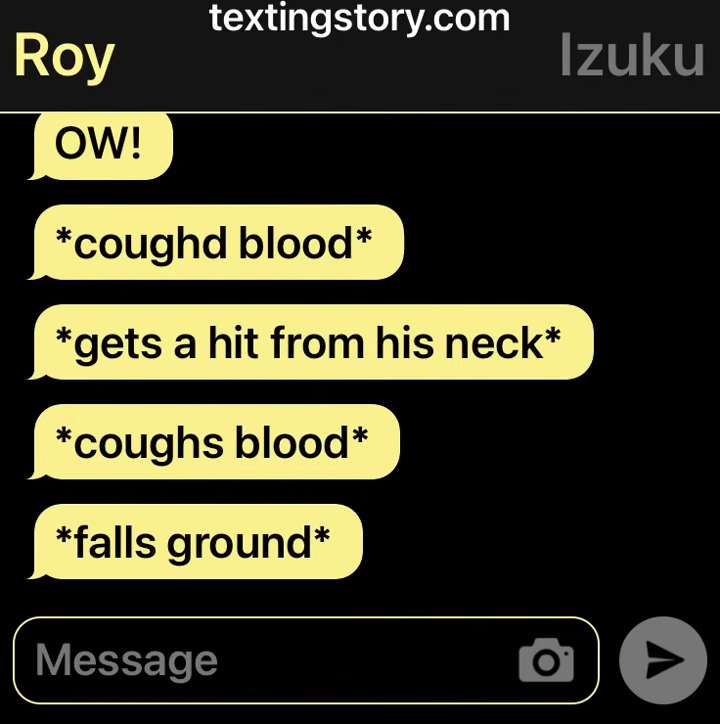 textingstory.com
Roy
Izuku
OW!
*coughd blood*
*gets a hit from his neck*
*coughs blood*
*falls ground*
Message